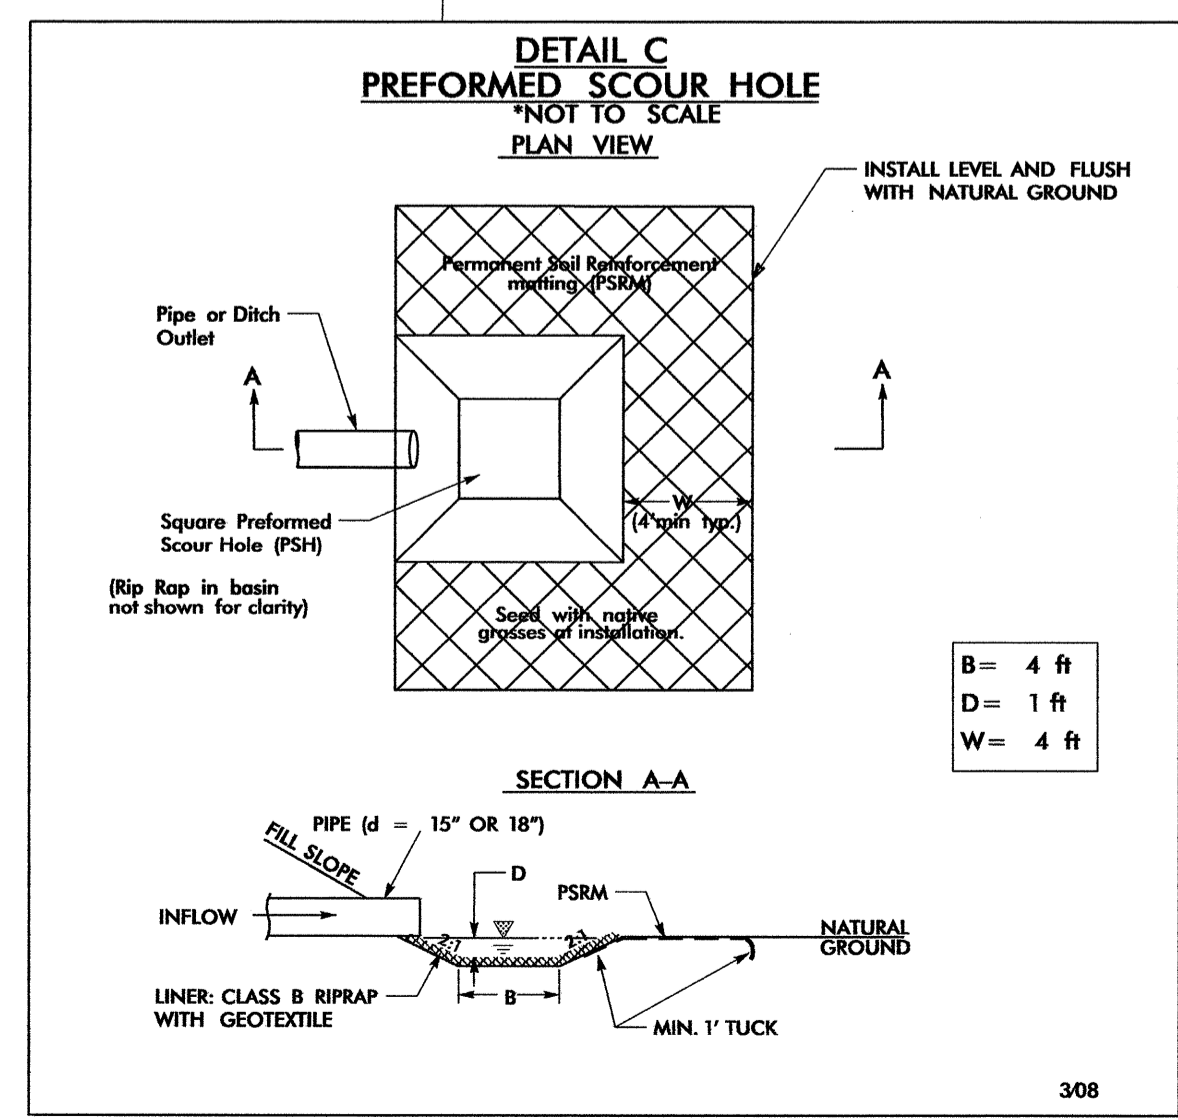 DETAIL C
PREFORMED SCOUR HOLE
*NOT TO SCALE
PLAN VIEW
INSTALL LEVEL AND FLUSH
WITH NATURAL GROUND
Permanent Soil Reinforcement
matting (PSRM)
Pipe or Ditch
Outlet
A
A
W
(4'min typ.)
Square Preformed
Scour Hole (PSH)
(Rip Rap in basin
not shown for clarity)
Seed with native
grasses at installation.
B= 4 ft
D= 1 ft
W= 4 ft
SECTION A-A
PIPE (d = 15" OR 18")
FILL SLOPE
D
PSRM
INFLOW
2:1
2:1
NATURAL
GROUND
B
LINER: CLASS B RIPRAP
WITH GEOTEXTILE
MIN. 1' TUCK
3/08